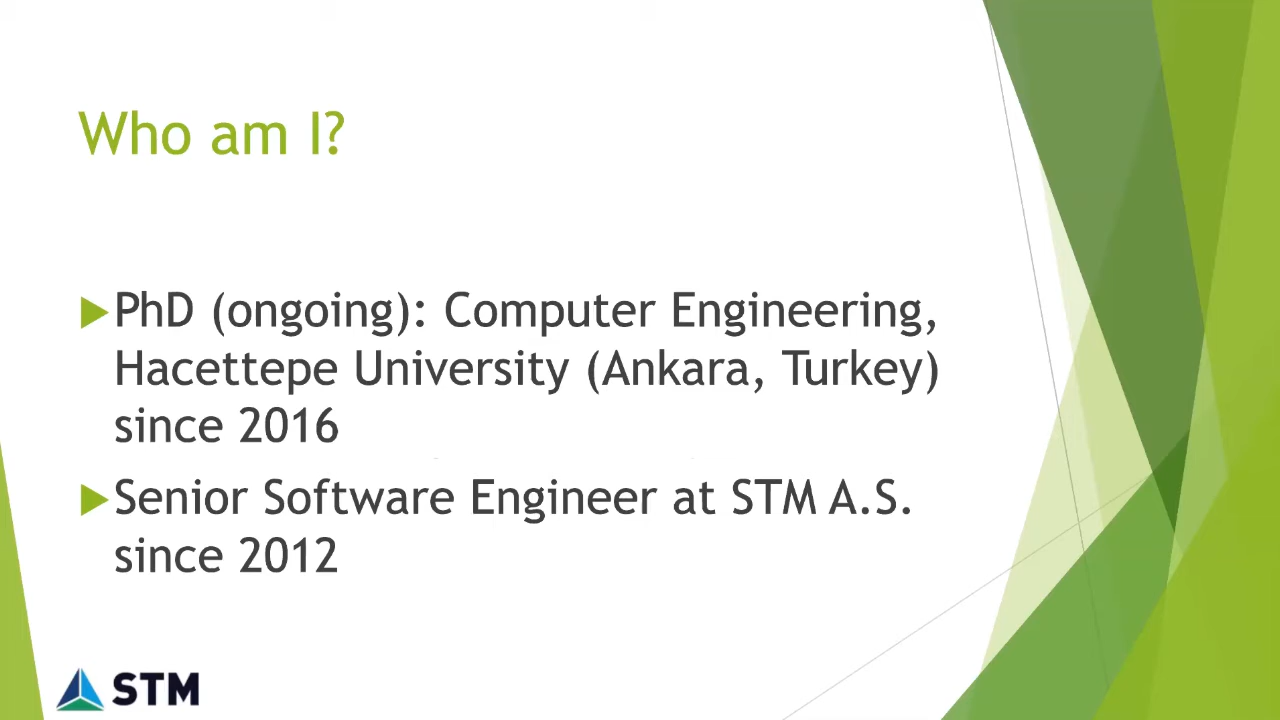 Who am I?
PhD (ongoing): Computer Engineering,
Hacettepe University (Ankara, Turkey)
since 2016
Senior Software Engineer at STM A.S.
since 2012
STM